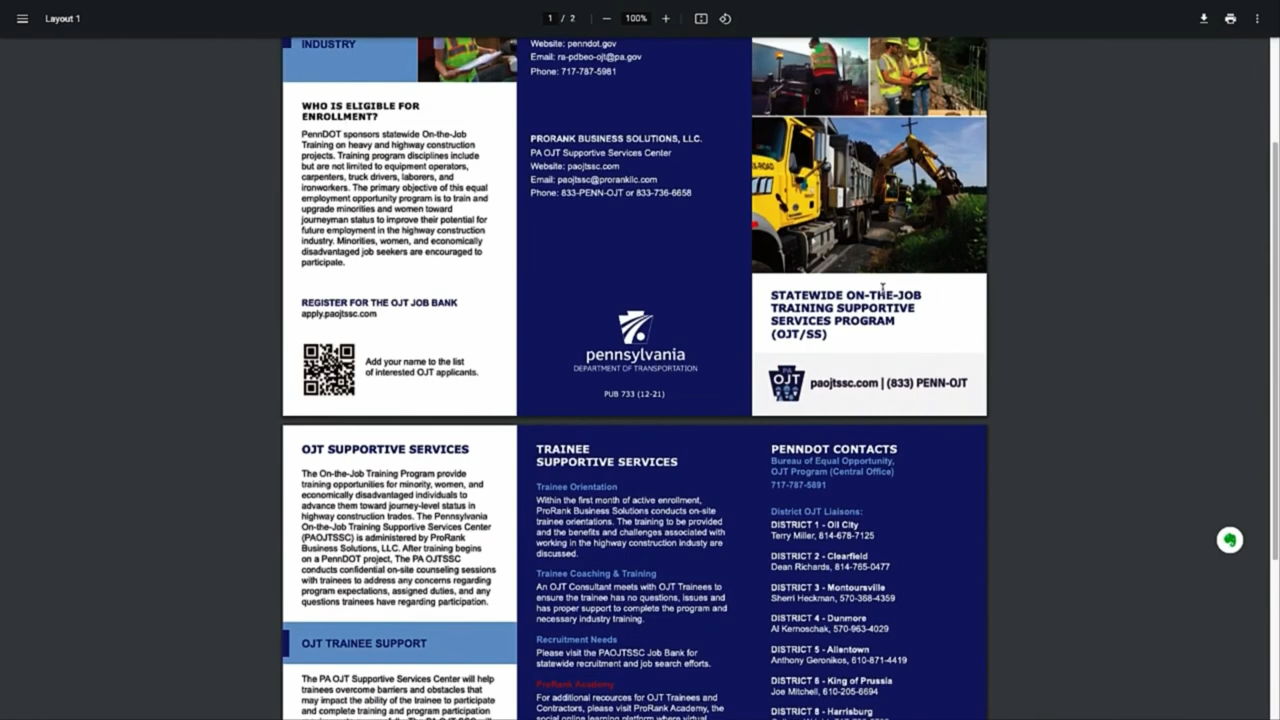 Layout 1
1 / 2
100%
INDUSTRY
WHO IS ELIGIBLE FOR
ENROLLMENT?
PennDOT sponsors statewide On-the-Job
Training on heavy and highway construction
projects. Training program disciplines include
but are not limited to equipment operators,
carpenters, truck drivers, laborers, and
ironworkers. The primary objective of this equal
employment opportunity program is to train and
upgrade minorities and women toward
journeyman status to improve their potential for
future employment in the highway construction
industry. Minorities, women, and economically
disadvantaged job seekers are encouraged to
participate.
REGISTER FOR THE OJT JOB BANK
apply.paojtssc.com
Add your name to the list
of interested OJT applicants.
Website: penndot.gov
Email: ra-pdbeo-ojt@pa.gov
Phone: 717-787-5981
PRORANK BUSINESS SOLUTIONS, LLC.
PA OJT Supportive Services Center
Website: paojtssc.com
Email: paojtssc@prorankllc.com
Phone: 833-PENN-OJT or 833-736-6658
pennsylvania
DEPARTMENT OF TRANSPORTATION
PUB 733 (12-21)
STATEWIDE ON-THE-JOB
TRAINING SUPPORTIVE
SERVICES PROGRAM
(OJT/SS)
PA
OJT
paojtssc.com | (833) PENN-OJT
OJT SUPPORTIVE SERVICES
The On-the-Job Training Program provide
training opportunities for minority, women, and
economically disadvantaged individuals to
advance them toward journey-level status in
highway construction trades. The Pennsylvania
On-the-Job Training Supportive Services Center
(PAOJTSSC) is administered by ProRank
Business Solutions, LLC. After training begins
on a PennDOT project, The PA OJTSSC
conducts confidential on-site counseling sessions
with trainees to address any concerns regarding
program expectations, assigned duties, and any
questions trainees have regarding participation.
OJT TRAINEE SUPPORT
The PA OJT Supportive Services Center will help
trainees overcome barriers and obstacles that
may impact the ability of the trainee to participate
and complete training and program participation
TRAINEE
SUPPORTIVE SERVICES
Trainee Orientation
Within the first month of active enrollment,
ProRank Business Solutions conducts on-site
trainee orientations. The training to be provided
and the benefits and challenges associated with
working in the highway construction industry are
discussed.
Trainee Coaching & Training
An OJT Consultant meets with OJT Trainees to
ensure the trainee has no questions, issues and
has proper support to complete the program and
necessary industry training.
Recruitment Needs
Please visit the PAOJTSSC Job Bank for
statewide recruitment and job search efforts.
ProRank Academy
For additional recources for OJT Trainees and
Contractors, please visit ProRank Academy, the
social online learning platform where virtual
PENNDOT CONTACTS
Bureau of Equal Opportunity,
OJT Program (Central Office)
717-787-5891
District OJT Liaisons:
DISTRICT 1 - Oil City
Terry Miller, 814-678-7125
DISTRICT 2 - Clearfield
Dean Richards, 814-765-0477
DISTRICT 3 - Montoursville
Sherri Heckman, 570-368-4359
DISTRICT 4 - Dunmore
Al Kernoschak, 570-963-4029
DISTRICT 5 - Allentown
Anthony Geronikos, 610-871-4419
DISTRICT 6 - King of Prussia
Joe Mitchell, 610-205-6694
DISTRICT 8 - Harrisburg